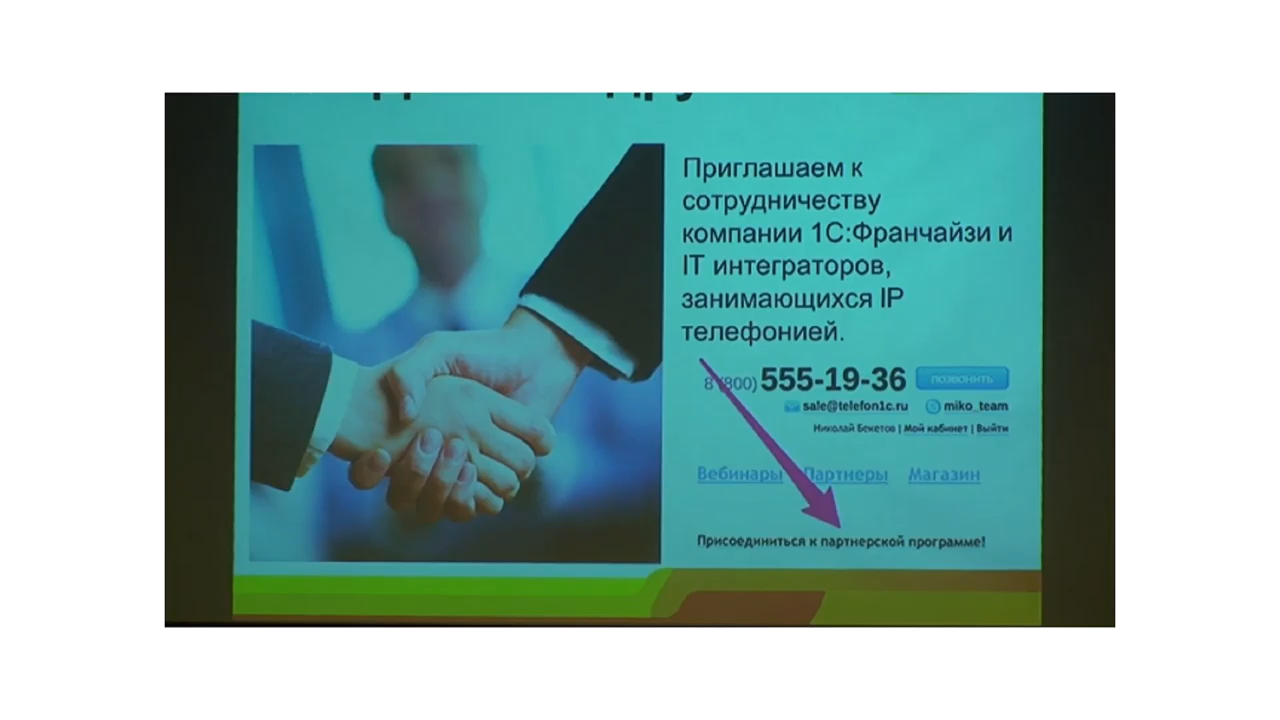 Приглашаем к
сотрудничеству
компании 1С:Франчайзи и
IT интеграторов,
занимающихся IP
телефонией.
8 (800) 555-19-36 позвонить
sale@telefon1c.ru miko_team
Николай Бекетов | Мой кабинет | Выйти
Вебинары Партнеры Магазин
Присоединиться к партнерской программе!